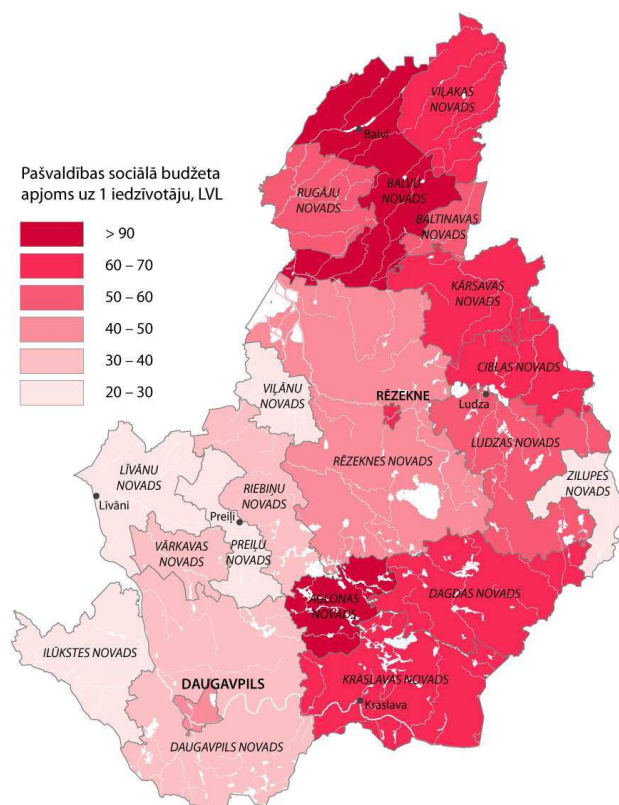 Pašvaldības sociālā budžeta
apjoms uz 1 iedzīvotāju, LVL
> 90
60 – 70
50 – 60
40 – 50
30 – 40
20 – 30
VIĻAKAS
NOVADS
Balvi
RUGĀJU
NOVADS
BALVU
NOVADS
BALTINAVAS
NOVADS
KĀRSAVAS
NOVADS
CIBLAS NOVADS
VIĻĀNU
NOVADS
RĒZEKNE
Ludza
LUDZAS NOVADS
RĒZEKNES NOVADS
ZILUPES
NOVADS
LĪVĀNU
NOVADS
Līvāni
RIEBIŅU
NOVADS
Preiļi
PREIĻU
NOVADS
VĀRKAVAS
NOVADS
AGLONAS
NOVADS
DAGDAS NOVADS
ILŪKSTES NOVADS
KRĀSLAVAS NOVADS
Krāslava
DAUGAVPILS
DAUGAVPILS NOVADS